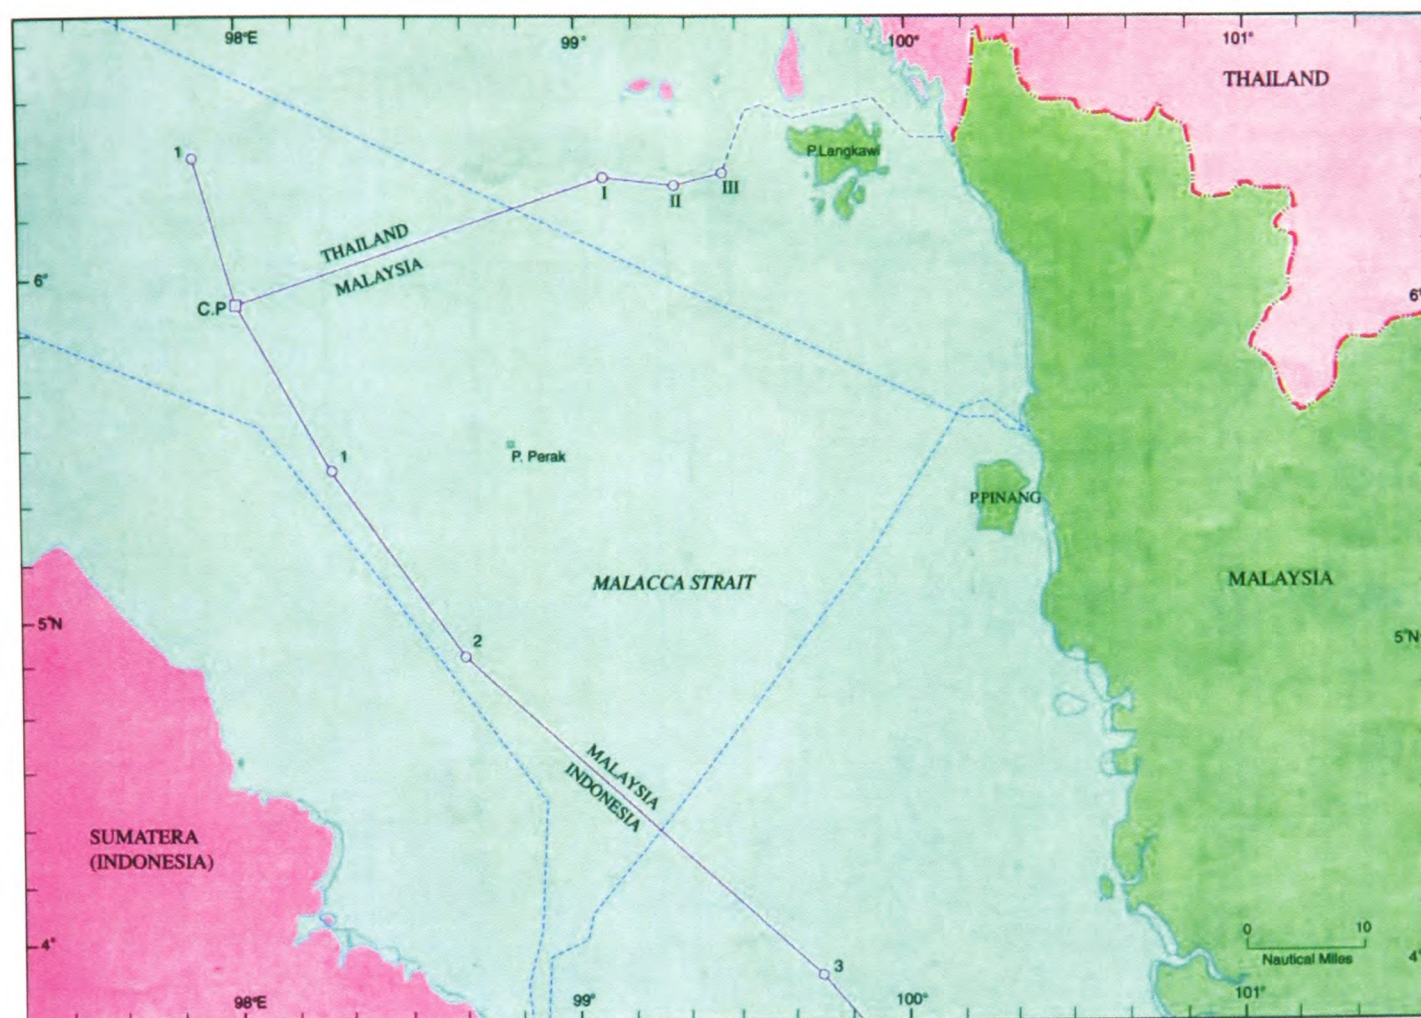 98°E
99°
100°
101°
THAILAND
1
P.Langkawi
I
II
III
THAILAND
MALAYSIA
6°
6°
C.P
1
P. Perak
P.PINANG
MALACCA STRAIT
MALAYSIA
5°N
5°N
2
MALAYSIA
INDONESIA
SUMATERA
(INDONESIA)
0
10
Nautical Miles
4°
4°
3
98°E
99°
100°
101°